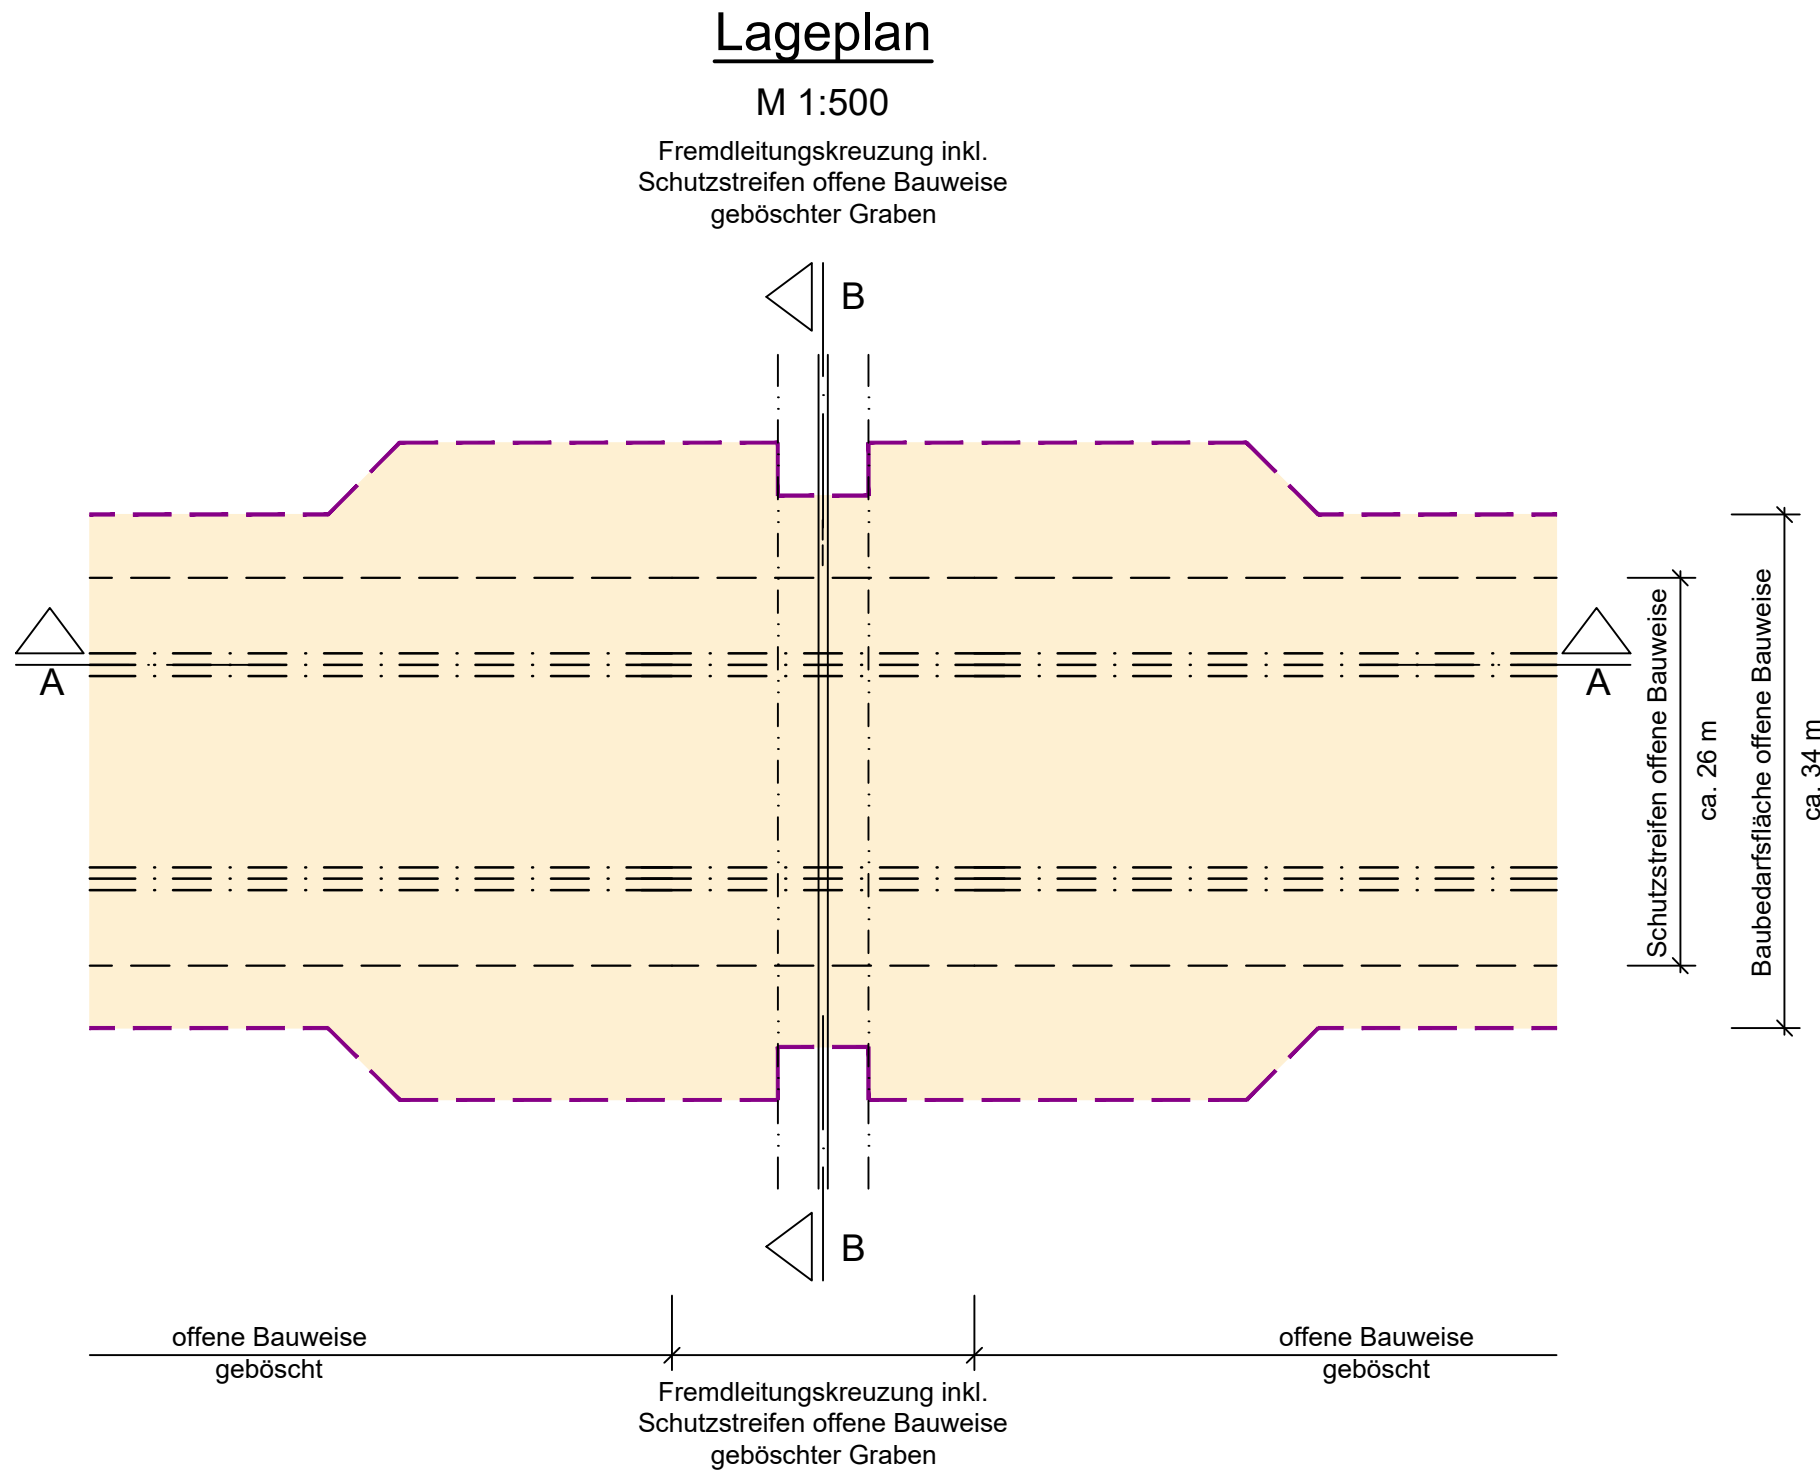 Lageplan
M 1:500
Fremdleitungskreuzung inkl.
Schutzstreifen offene Bauweise
geböschter Graben
B
A
A
Schutzstreifen offene Bauweise
ca. 26 m
Baubedarfsfläche offene Bauweise
ca. 34 m
B
offene Bauweise
geböscht
offene Bauweise
geböscht
Fremdleitungskreuzung inkl.
Schutzstreifen offene Bauweise
geböschter Graben